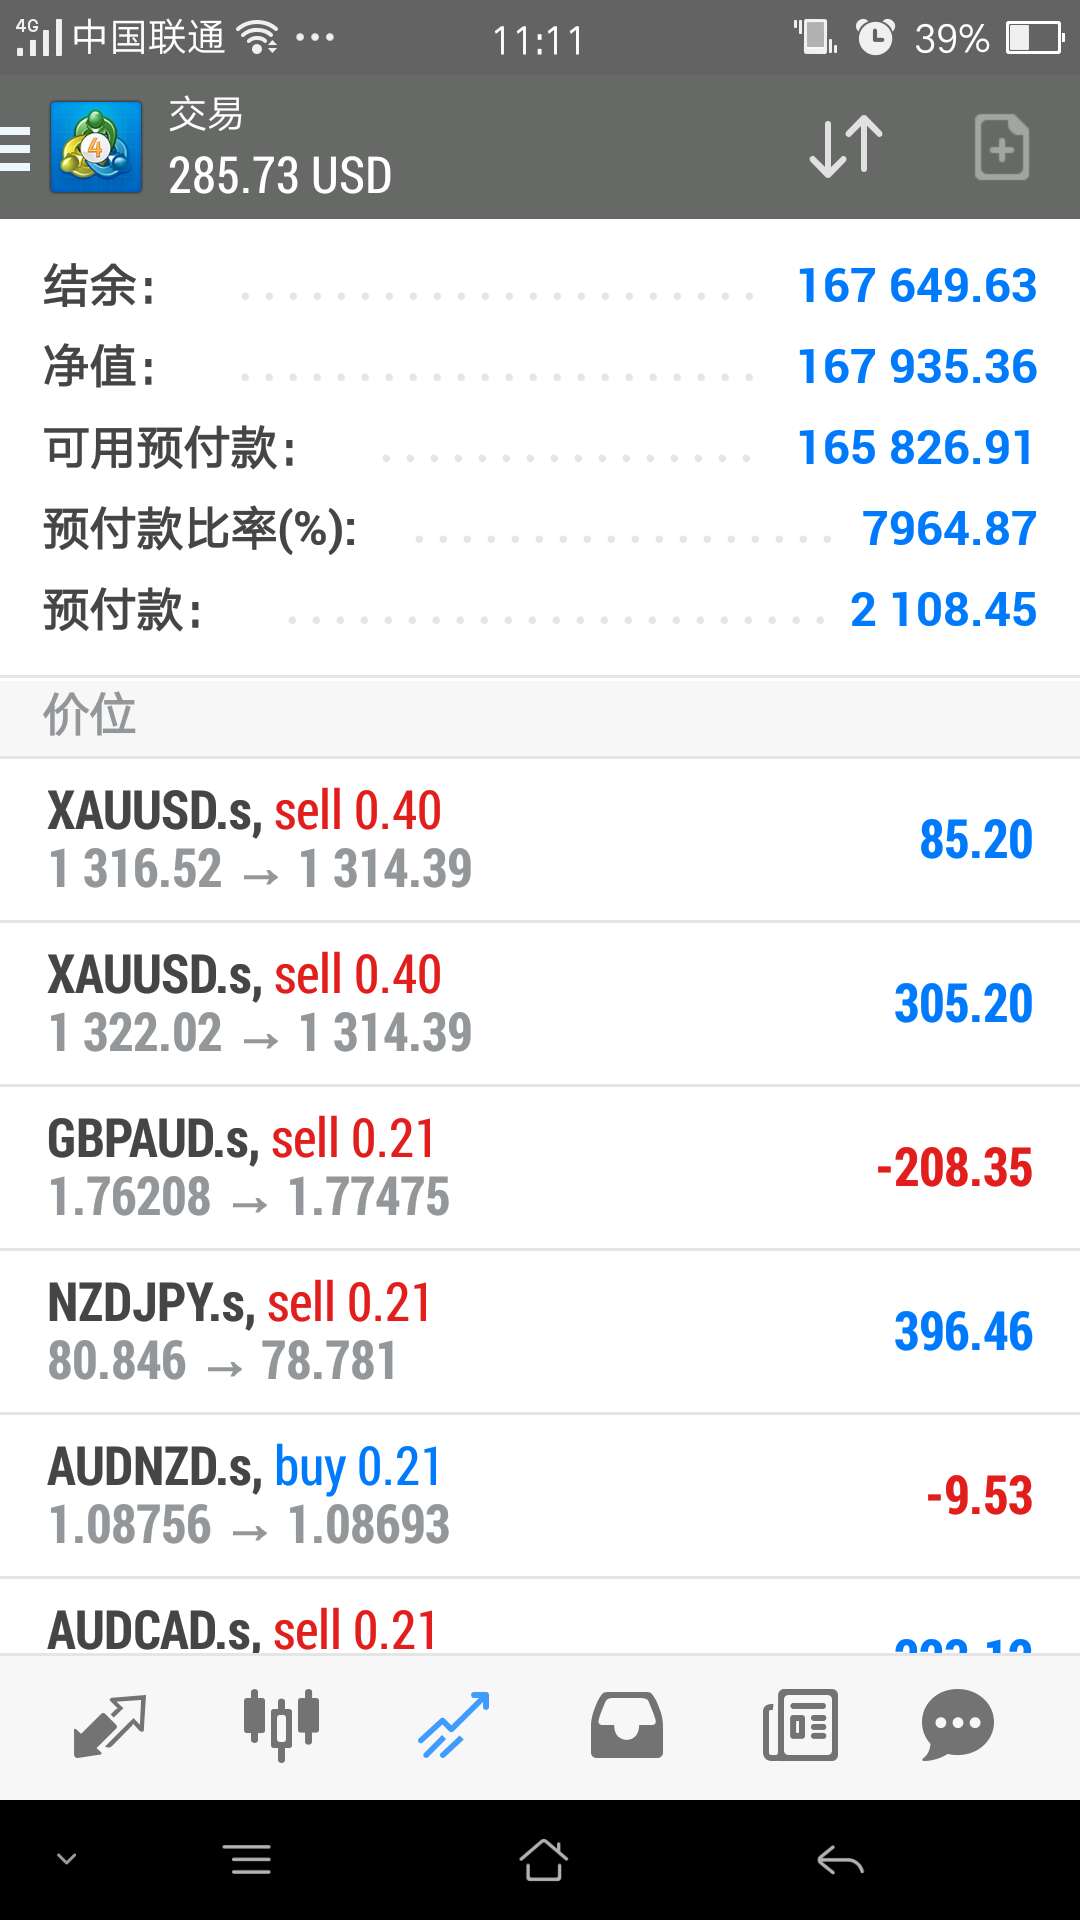 4G 中国联通 11:11 39%
交易
285.73 USD
结余: 167 649.63
净值: 167 935.36
可用预付款: 165 826.91
预付款比率(%): 7964.87
预付款: 2 108.45
价位
XAUUSD.s, sell 0.40
85.20
1 316.52 → 1 314.39
XAUUSD.s, sell 0.40
305.20
1 322.02 → 1 314.39
GBPAUD.s, sell 0.21
-208.35
1.76208 → 1.77475
NZDJPY.s, sell 0.21
396.46
80.846 → 78.781
AUDNZD.s, buy 0.21
-9.53
1.08756 → 1.08693
AUDCAD.s, sell 0.21